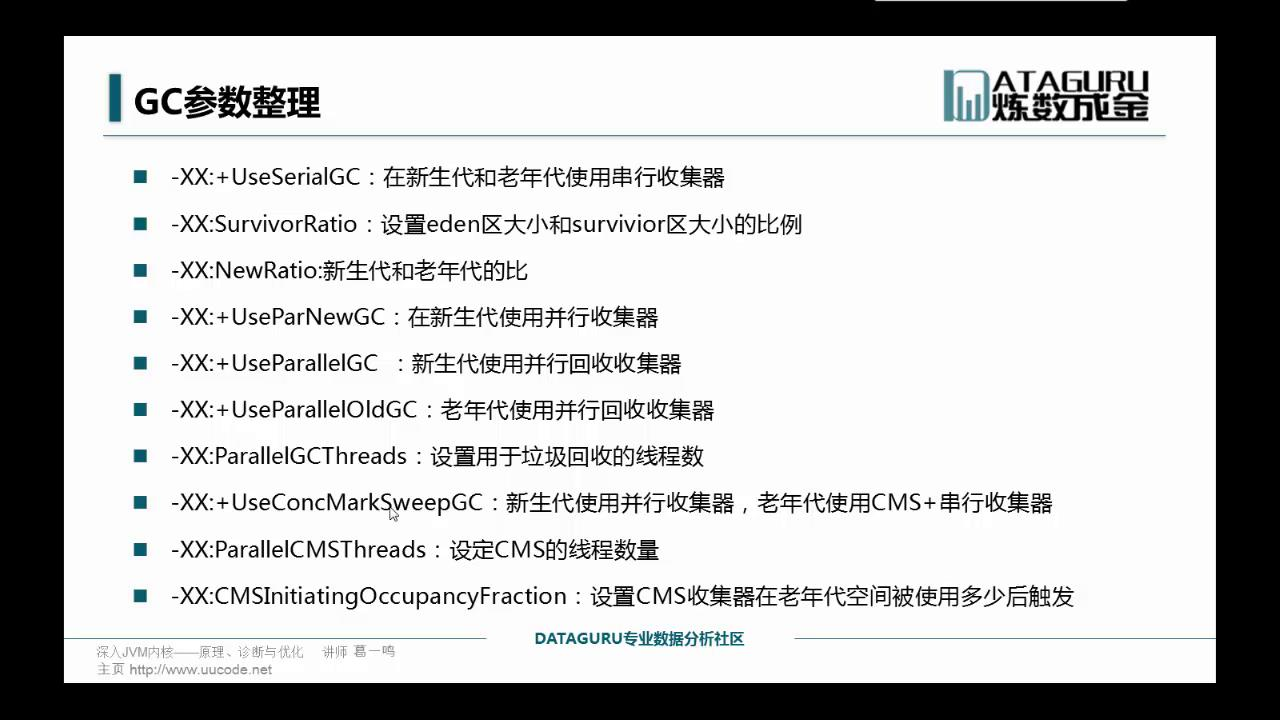 GC参数整理
ATAGURU
炼数成金
-XX:+UseSerialGC：在新生代和老年代使用串行收集器
-XX:SurvivorRatio：设置eden区大小和survivior区大小的比例
-XX:NewRatio:新生代和老年代的比
-XX:+UseParNewGC：在新生代使用并行收集器
-XX:+UseParallelGC ：新生代使用并行回收收集器
-XX:+UseParallelOldGC：老年代使用并行回收收集器
-XX:ParallelGCThreads：设置用于垃圾回收的线程数
-XX:+UseConcMarkSweepGC：新生代使用并行收集器，老年代使用CMS+串行收集器
-XX:ParallelCMSThreads：设定CMS的线程数量
-XX:CMSInitiatingOccupancyFraction：设置CMS收集器在老年代空间被使用多少后触发
DATAGURU专业数据分析社区
深入JVM内核——原理、诊断与优化 讲师 葛一鸣
主页 http://www.uucode.net